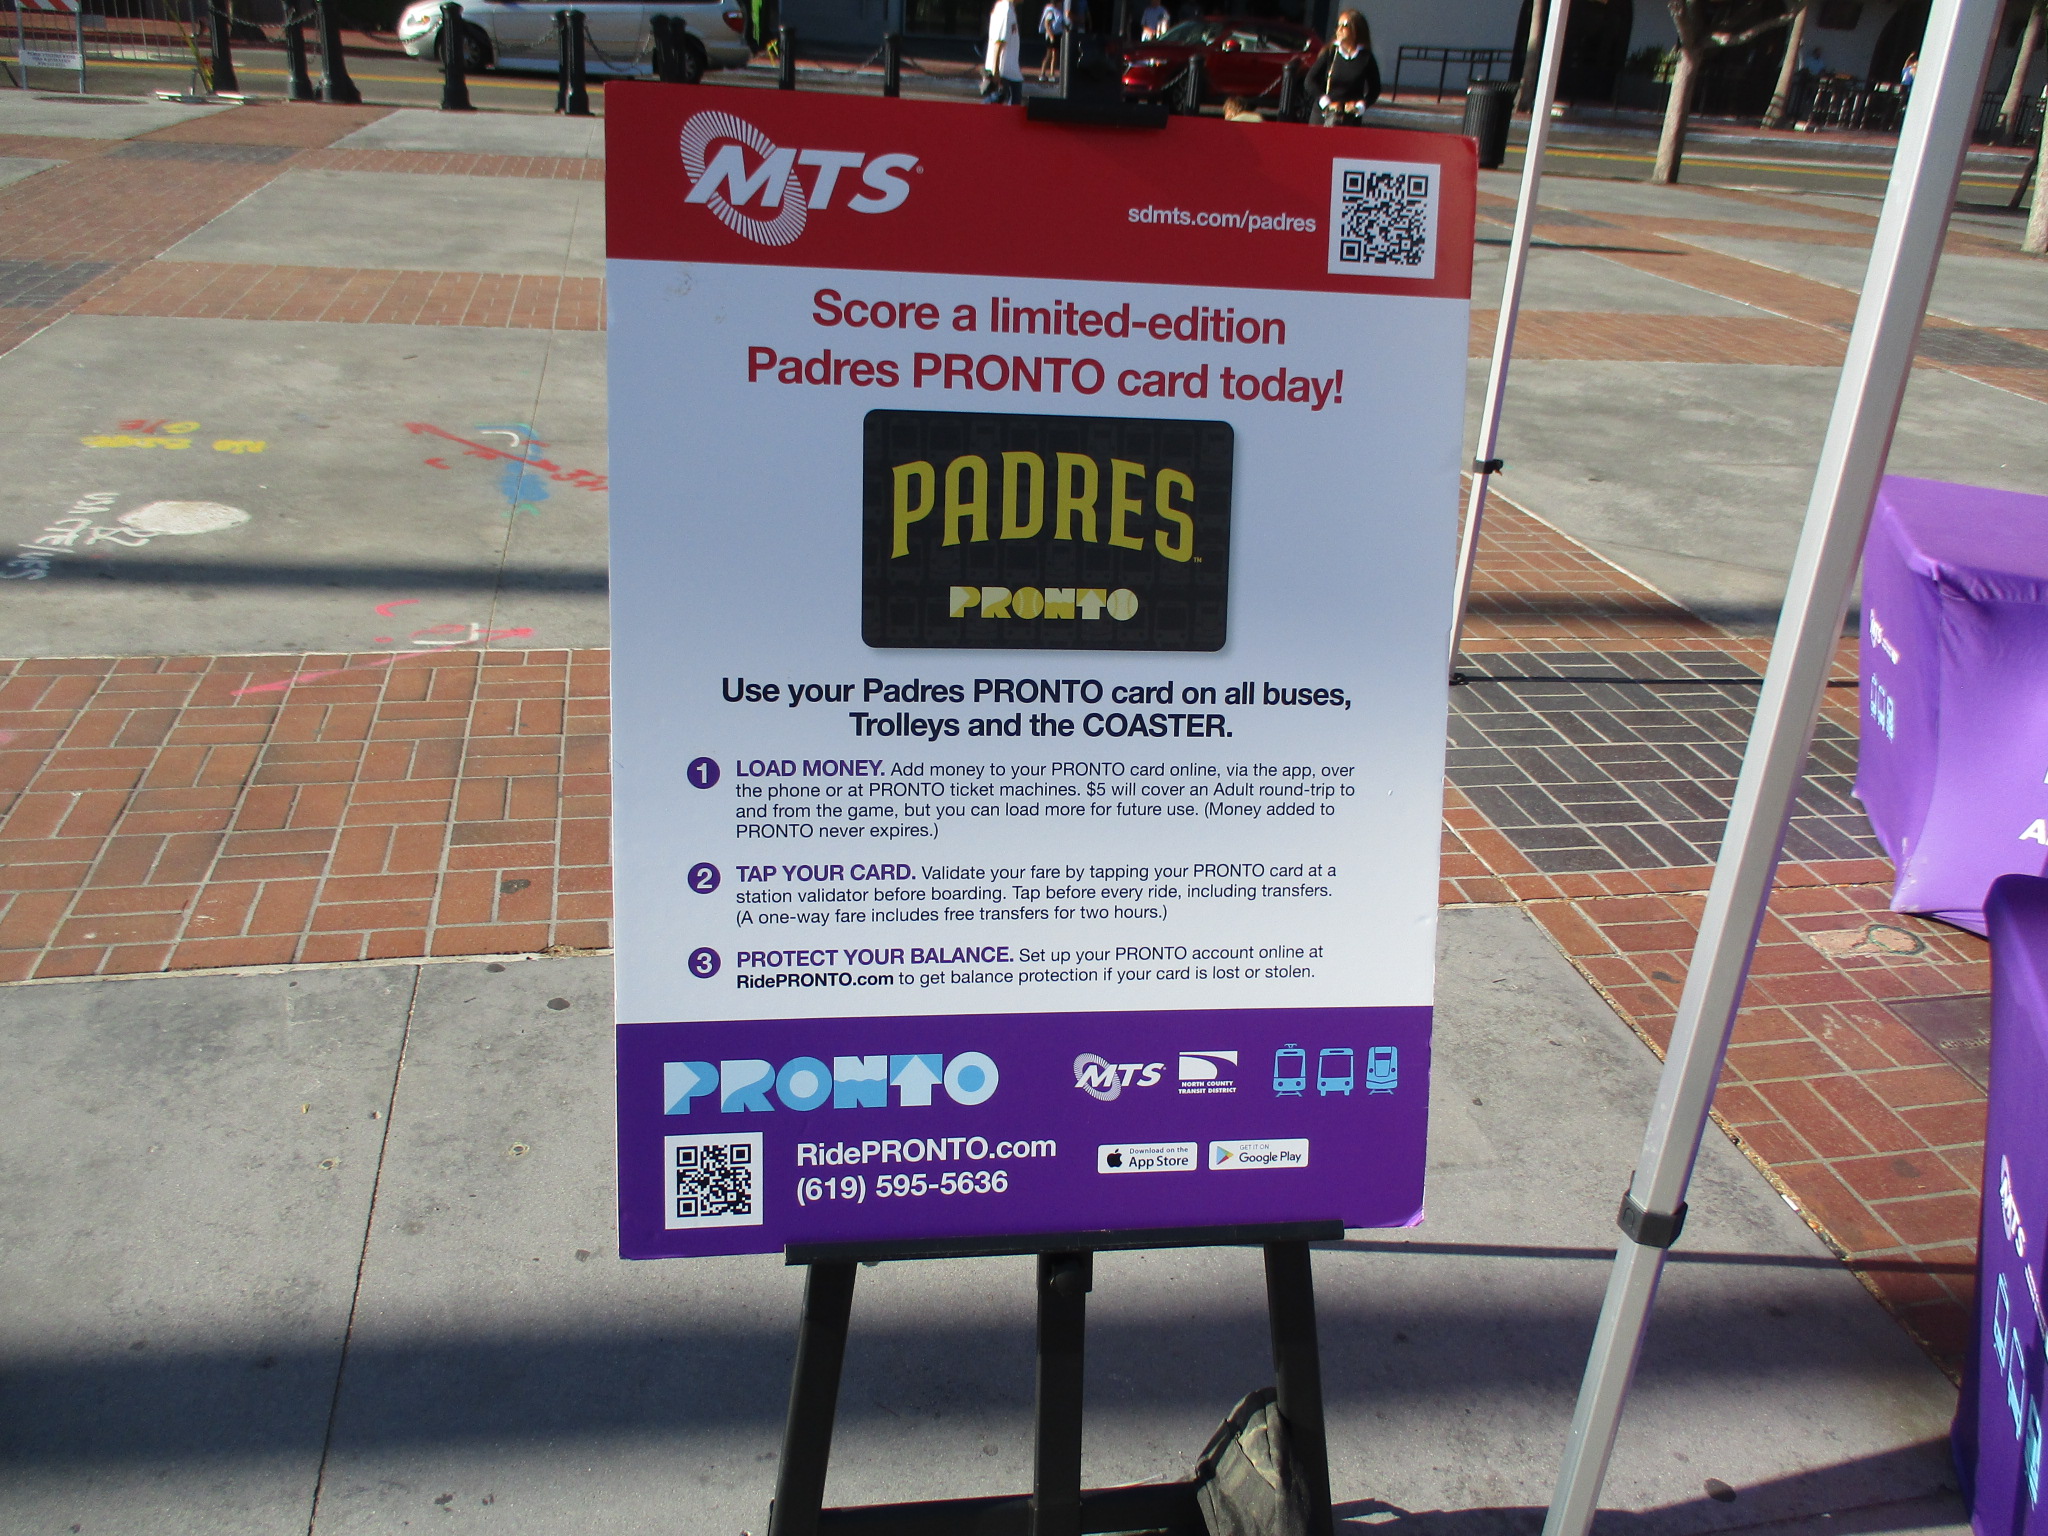 MTS
sdmts.com/padres
Score a limited-edition
Padres PRONTO card today!
PADRES™
PRONTO
Use your Padres PRONTO card on all buses,
Trolleys and the COASTER.
1 LOAD MONEY. Add money to your PRONTO card online, via the app, over
the phone or at PRONTO ticket machines. $5 will cover an Adult round-trip to
and from the game, but you can load more for future use. (Money added to
PRONTO never expires.)
2 TAP YOUR CARD. Validate your fare by tapping your PRONTO card at a
station validator before boarding. Tap before every ride, including transfers.
(A one-way fare includes free transfers for two hours.)
3 PROTECT YOUR BALANCE. Set up your PRONTO account online at
RidePRONTO.com to get balance protection if your card is lost or stolen.
PRONTO
MTS
NORTH COUNTY
TRANSIT DISTRICT
RidePRONTO.com
(619) 595-5636
Download on the
App Store
GET IT ON
Google Play
MTS
MTS